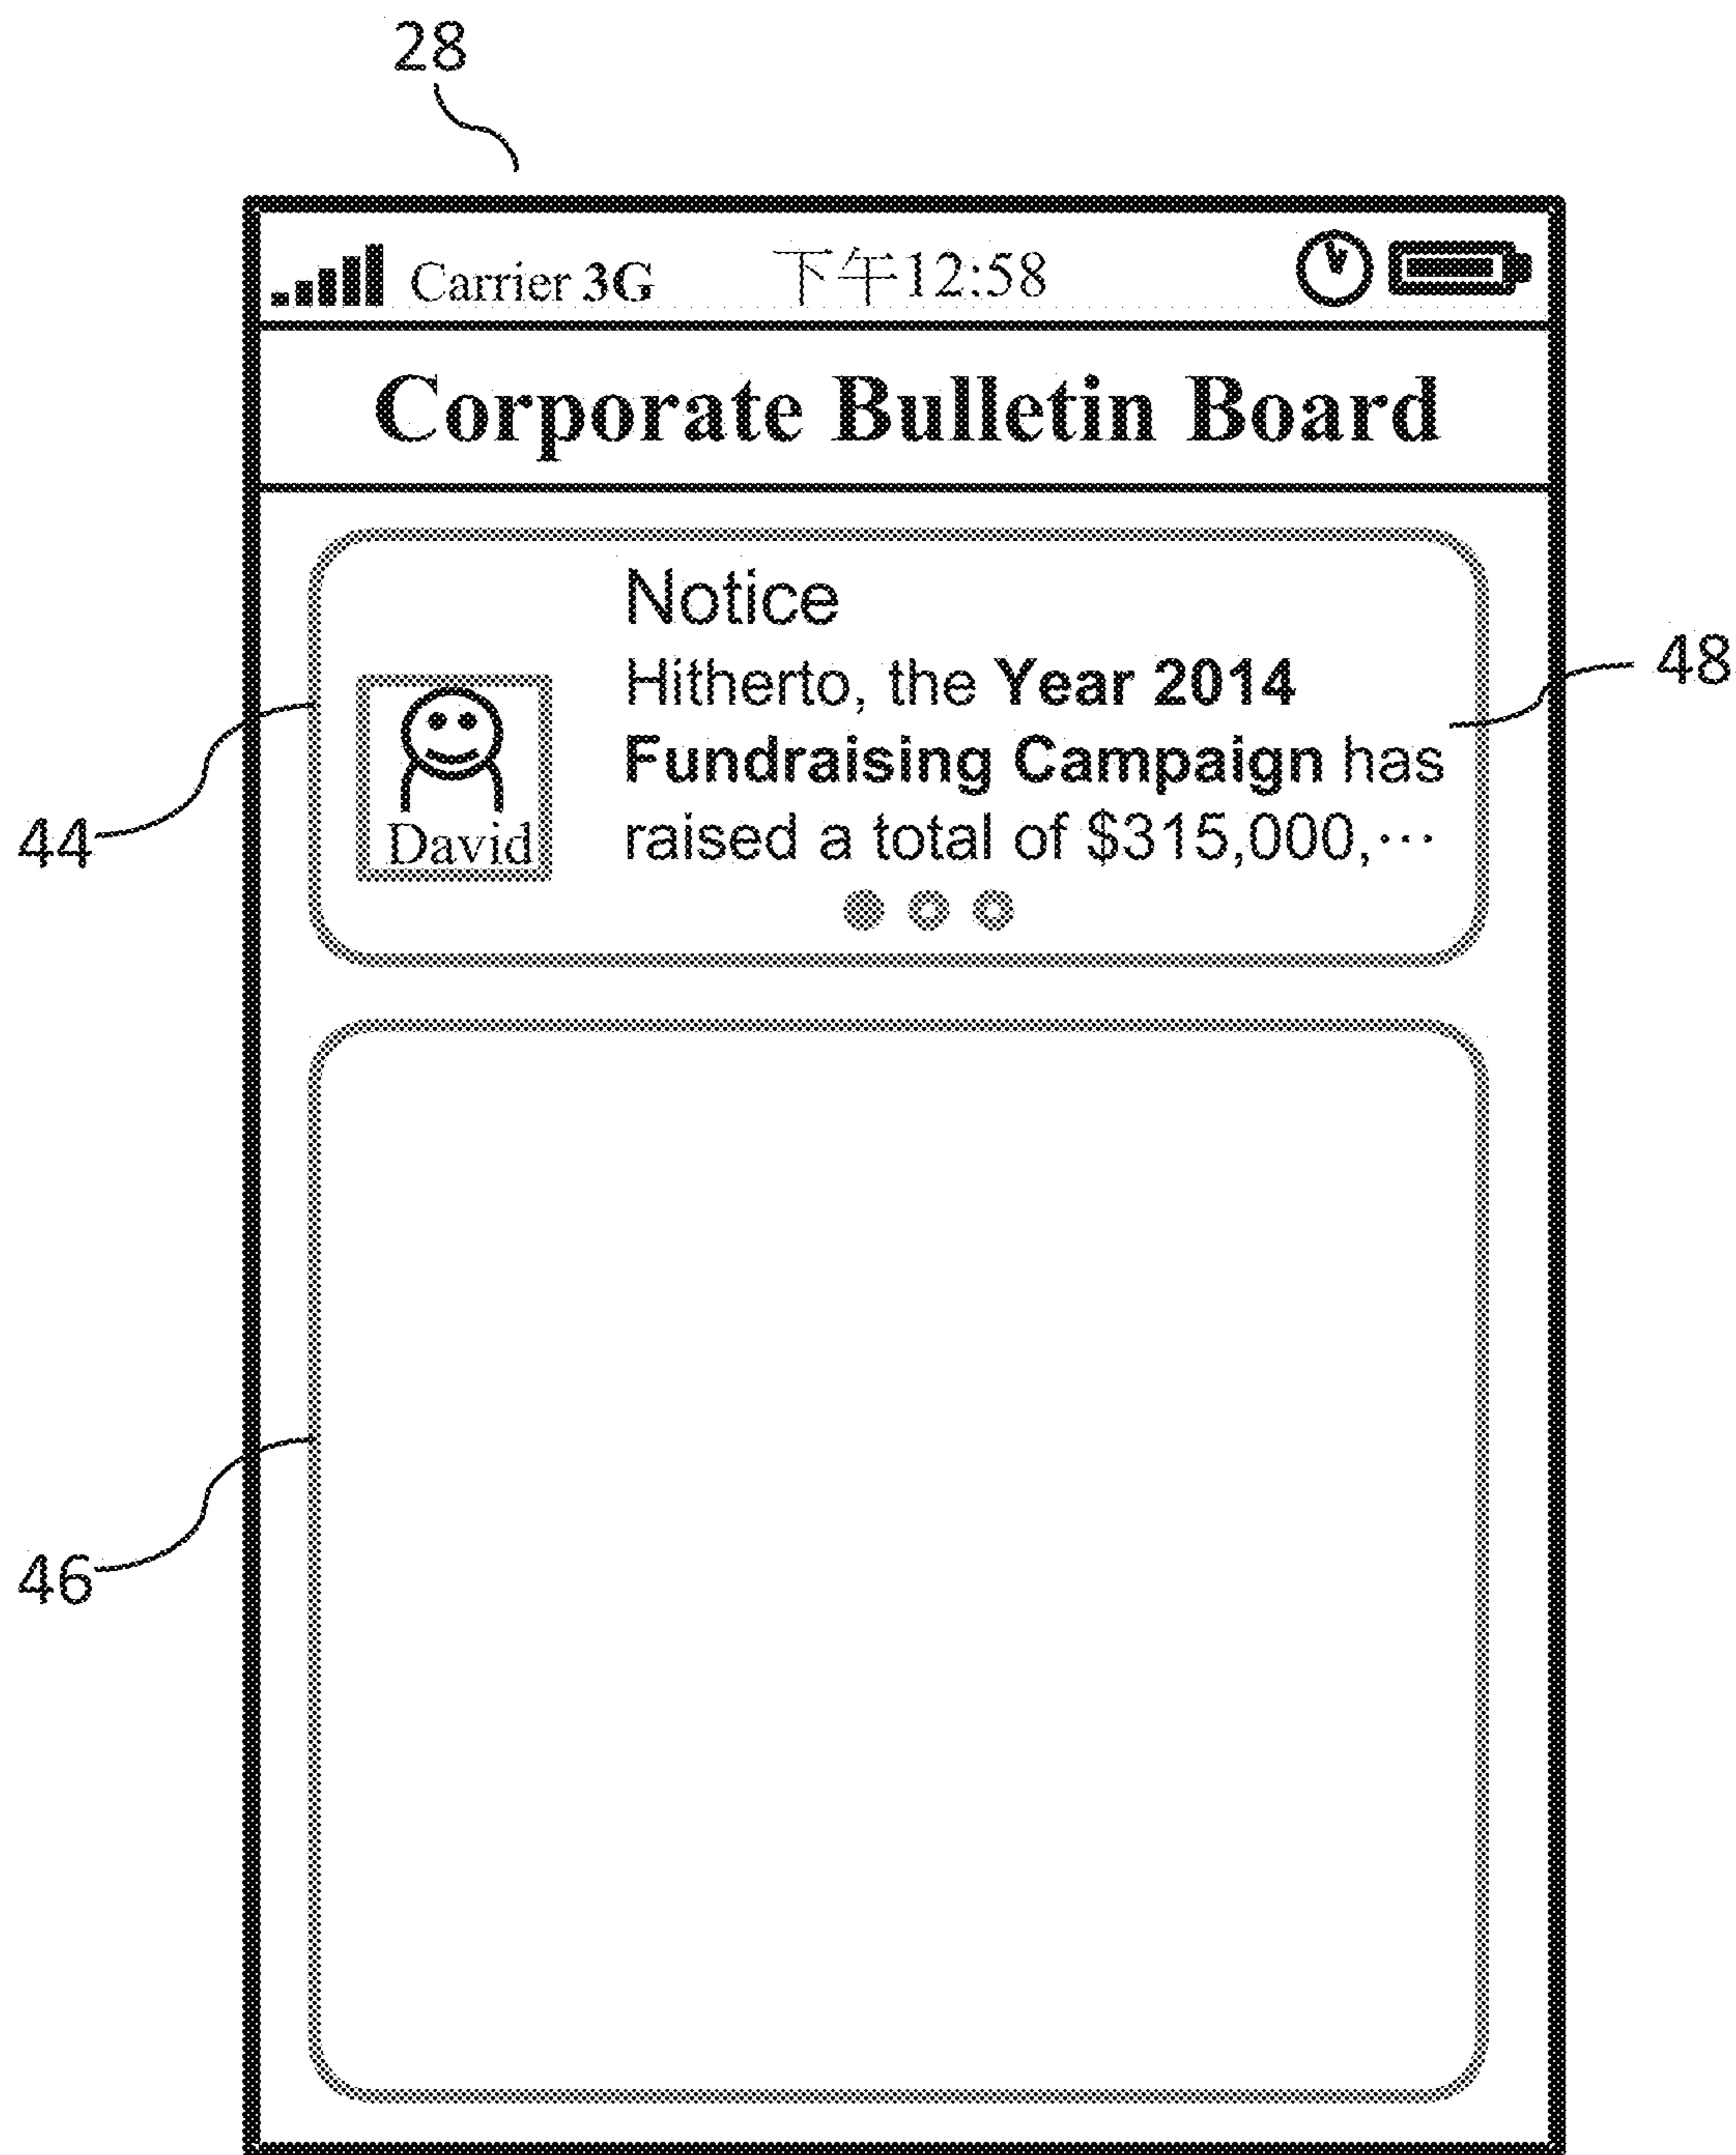 28
Carrier 3G 下午12:58
Corporate Bulletin Board
Notice
Hitherto, the Year 2014
Fundraising Campaign has
raised a total of $315,000,···
David
48
44
46